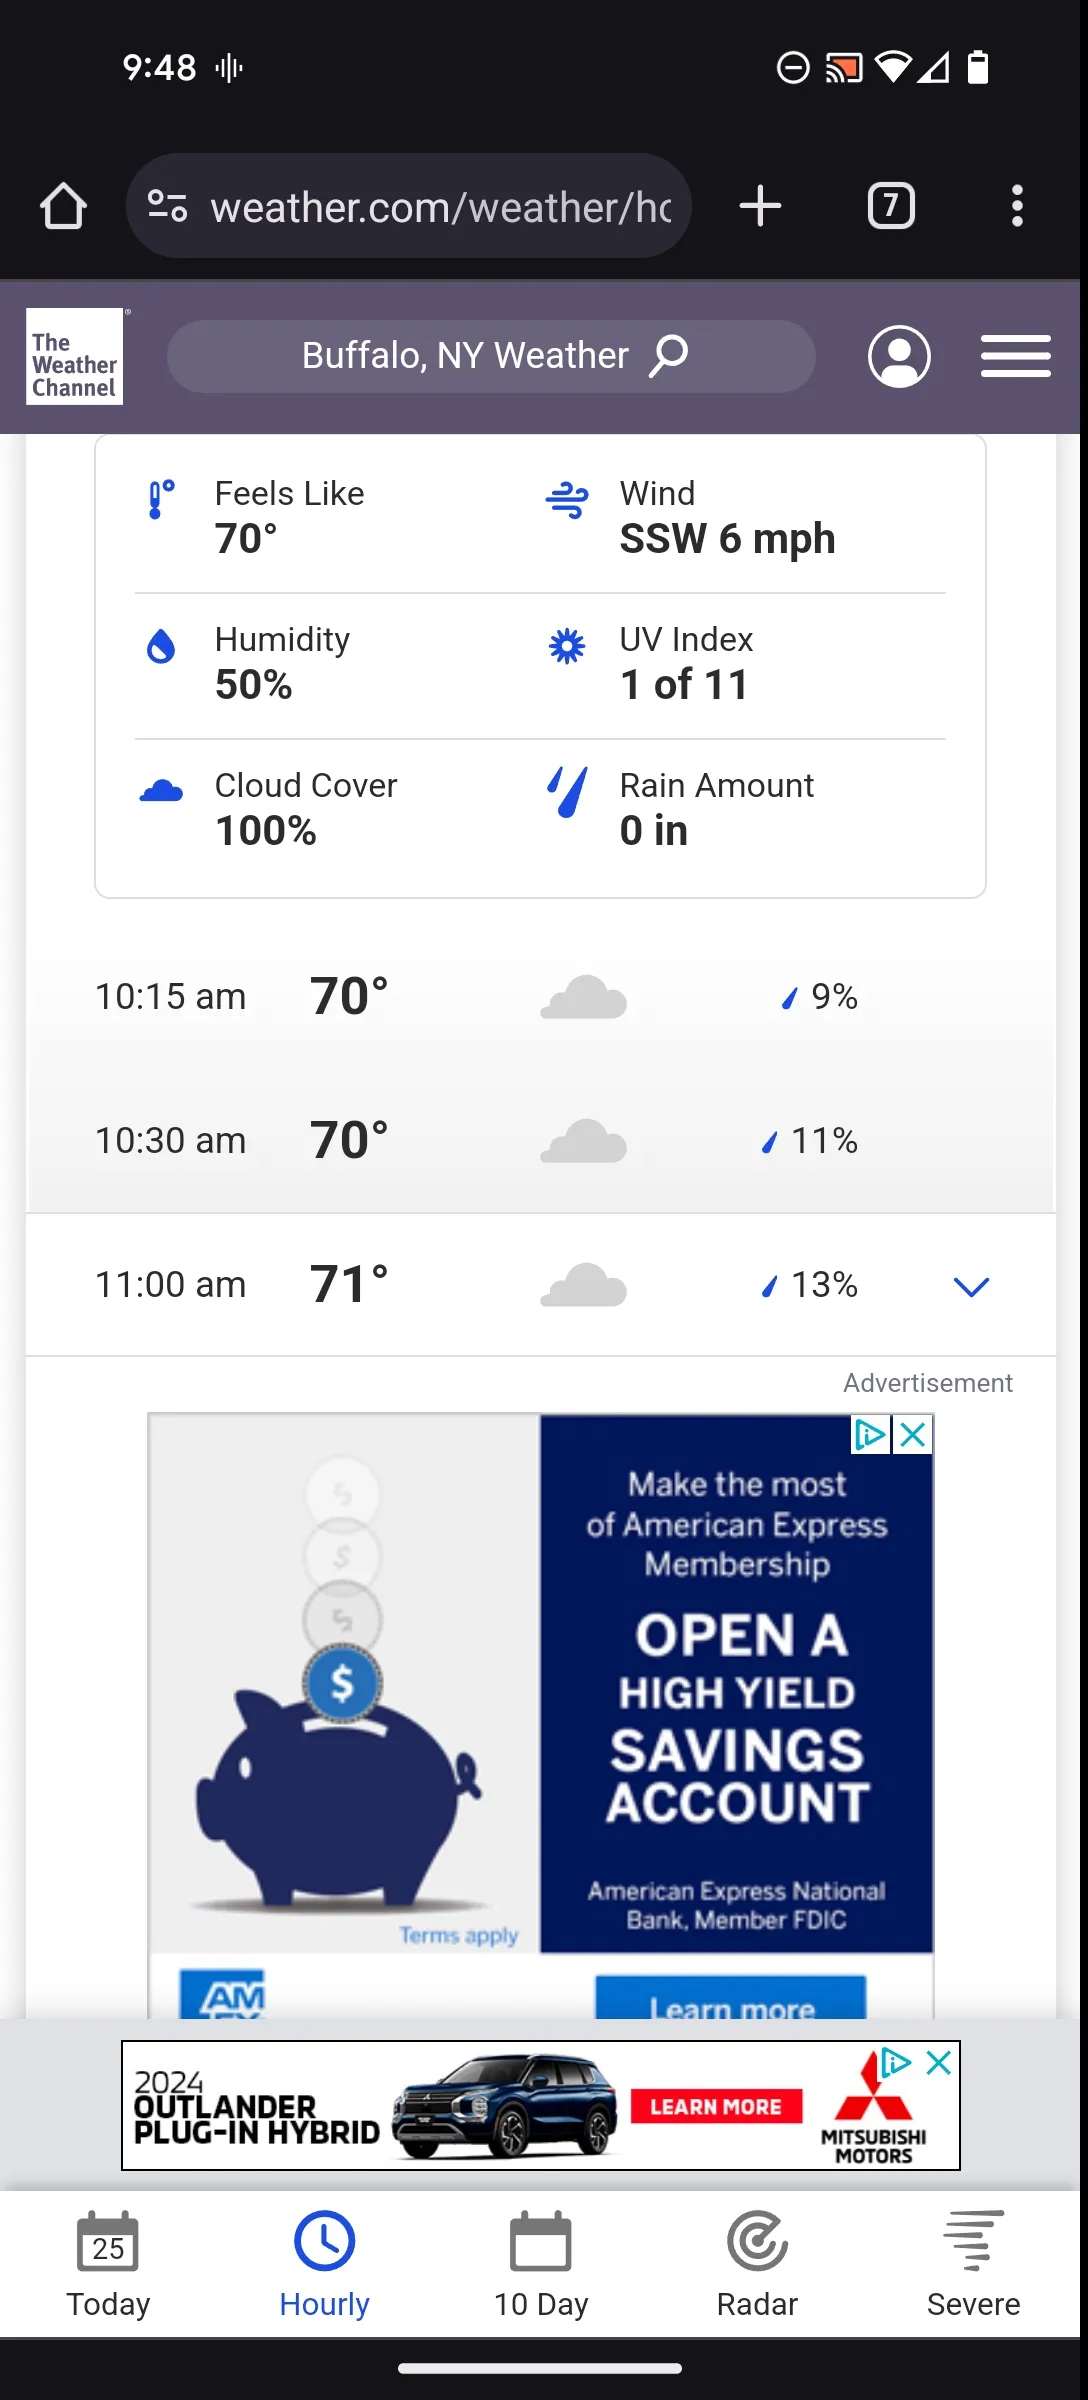 9:48
weather.com/weather/ho
7
The
Weather
Channel
®
Buffalo, NY Weather
Feels Like
70°
Wind
SSW 6 mph
Humidity
50%
UV Index
1 of 11
Cloud Cover
100%
Rain Amount
0 in
10:15 am 70° 9%
10:30 am 70° 11%
11:00 am 71° 13%
Advertisement
Make the most
of American Express
Membership
OPEN A
HIGH YIELD
SAVINGS
ACCOUNT
American Express National
Bank, Member FDIC
$
$
Terms apply
AM
Learn more
2024
OUTLANDER
PLUG-IN HYBRID
LEARN MORE
MITSUBISHI
MOTORS
25
Today
Hourly
10 Day
Radar
Severe